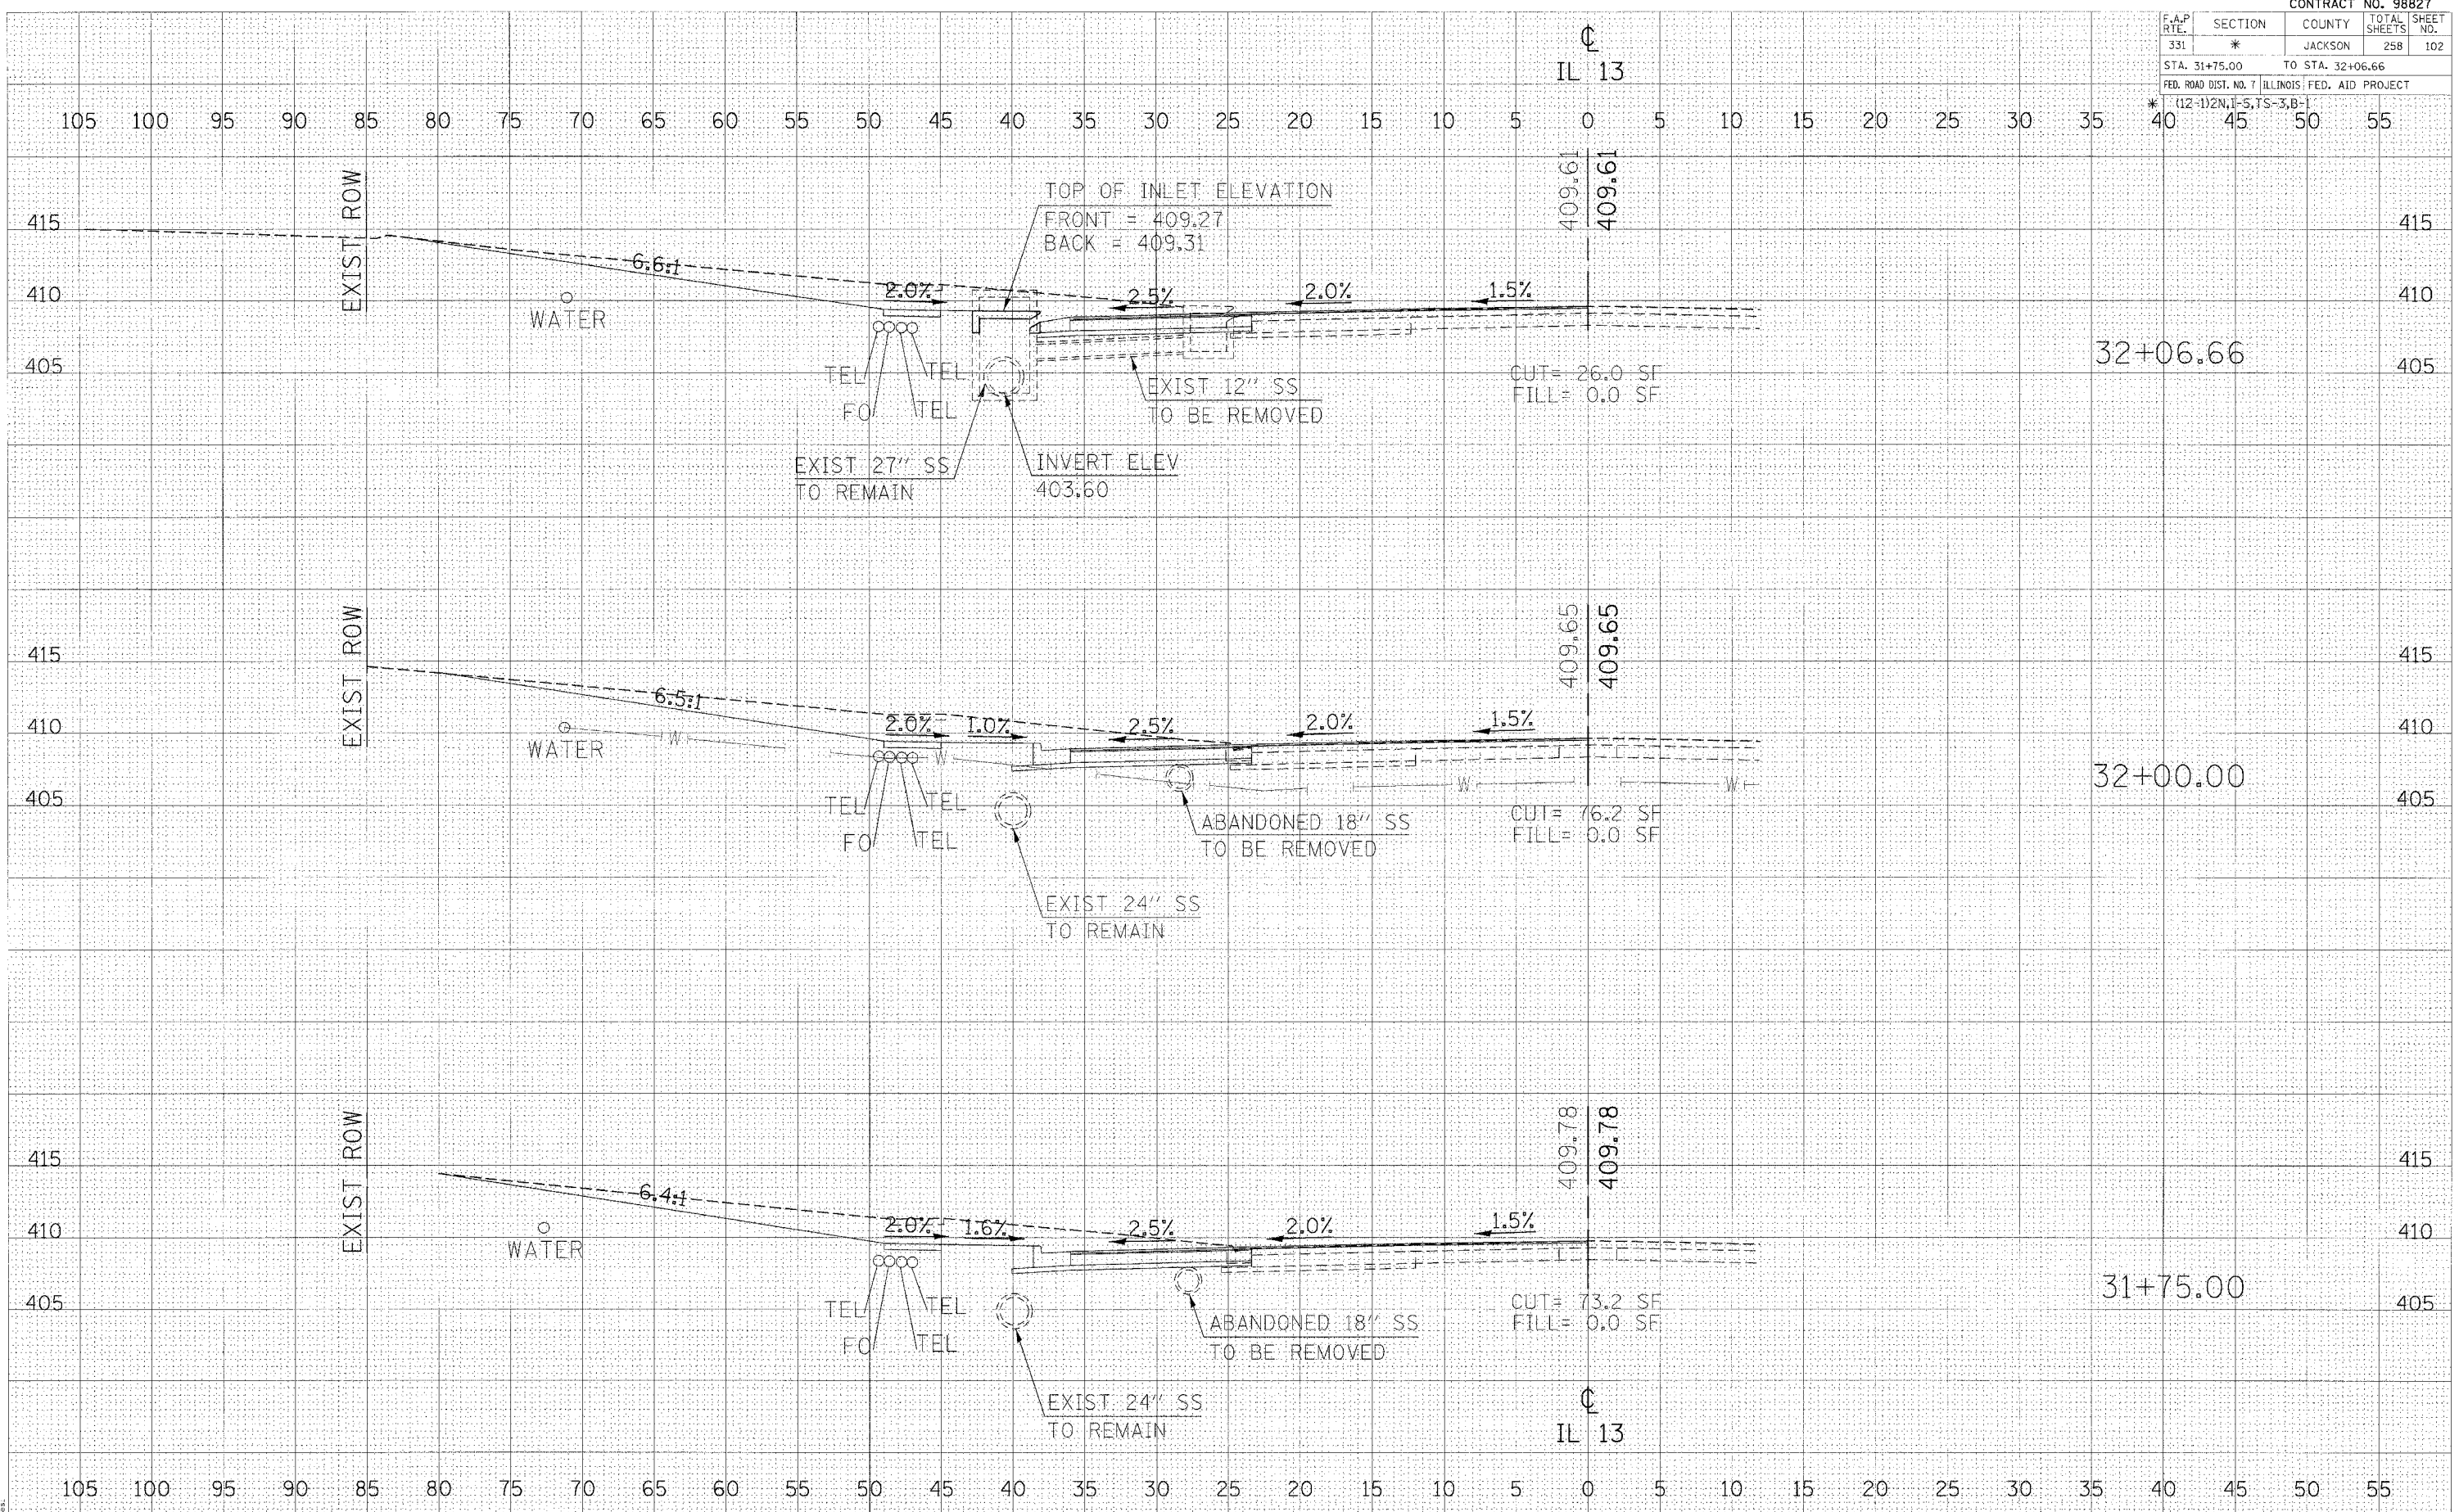 CONTRACT NO. 98827
F.A.P RTE. SECTION COUNTY TOTAL SHEETS SHEET NO.
331 * JACKSON 258 102
STA. 31+75.00 TO STA. 32+06.66
FED. ROAD DIST. NO. 7 ILLINOIS FED. AID PROJECT
* (12-1)2N,I-5,TS-3,B-1
℄
IL 13
105 100 95 90 85 80 75 70 65 60 55 50 45 40 35 30 25 20 15 10 5 0 5 10 15 20 25 30 35 40 45 50 55
EXIST ROW
409.61
409.61
TOP OF INLET ELEVATION
FRONT = 409.27
BACK = 409.31
415 415
6.6:1
410 2.0% 2.5% 2.0% 1.5% 410
WATER
32+06.66
405 TEL TEL CUT= 26.0 SF 405
EXIST 12" SS
TO BE REMOVED
FILL= 0.0 SF
FO TEL
EXIST 27" SS
TO REMAIN
INVERT ELEV
403.60
EXIST ROW
409.65
409.65
415 415
6.5:1
410 2.0% 1.0% 2.5% 2.0% 1.5% 410
WATER W W W W
32+00.00
405 TEL TEL 405
CUT= 76.2 SF
FILL= 0.0 SF
ABANDONED 18" SS
TO BE REMOVED
FO TEL
EXIST 24" SS
TO REMAIN
EXIST ROW
409.78
409.78
415 415
6.4:1
410 2.0% 1.6% 2.5% 2.0% 1.5% 410
WATER
31+75.00
405 TEL TEL CUT= 73.2 SF 405
FILL= 0.0 SF
ABANDONED 18" SS
TO BE REMOVED
FO TEL
EXIST 24" SS
TO REMAIN
℄
IL 13
105 100 95 90 85 80 75 70 65 60 55 50 45 40 35 30 25 20 15 10 5 0 5 10 15 20 25 30 35 40 45 50 55